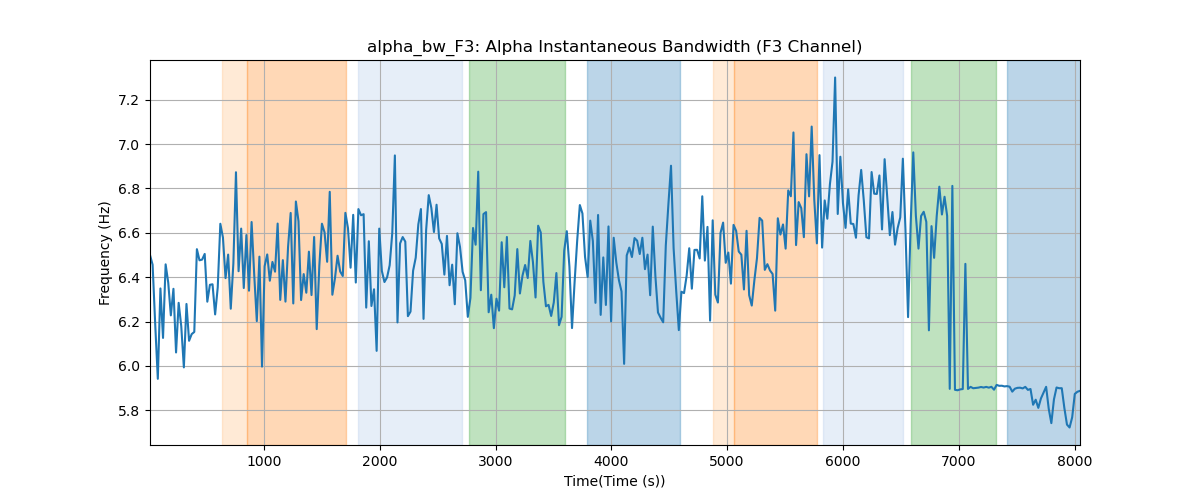 alpha_bw_F3: Alpha Instantaneous Bandwidth (F3 Channel)
Frequency (Hz)
7.2
7.0
6.8
6.6
6.4
6.2
6.0
5.8
1000 2000 3000 4000 5000 6000 7000 8000
Time(Time (s))